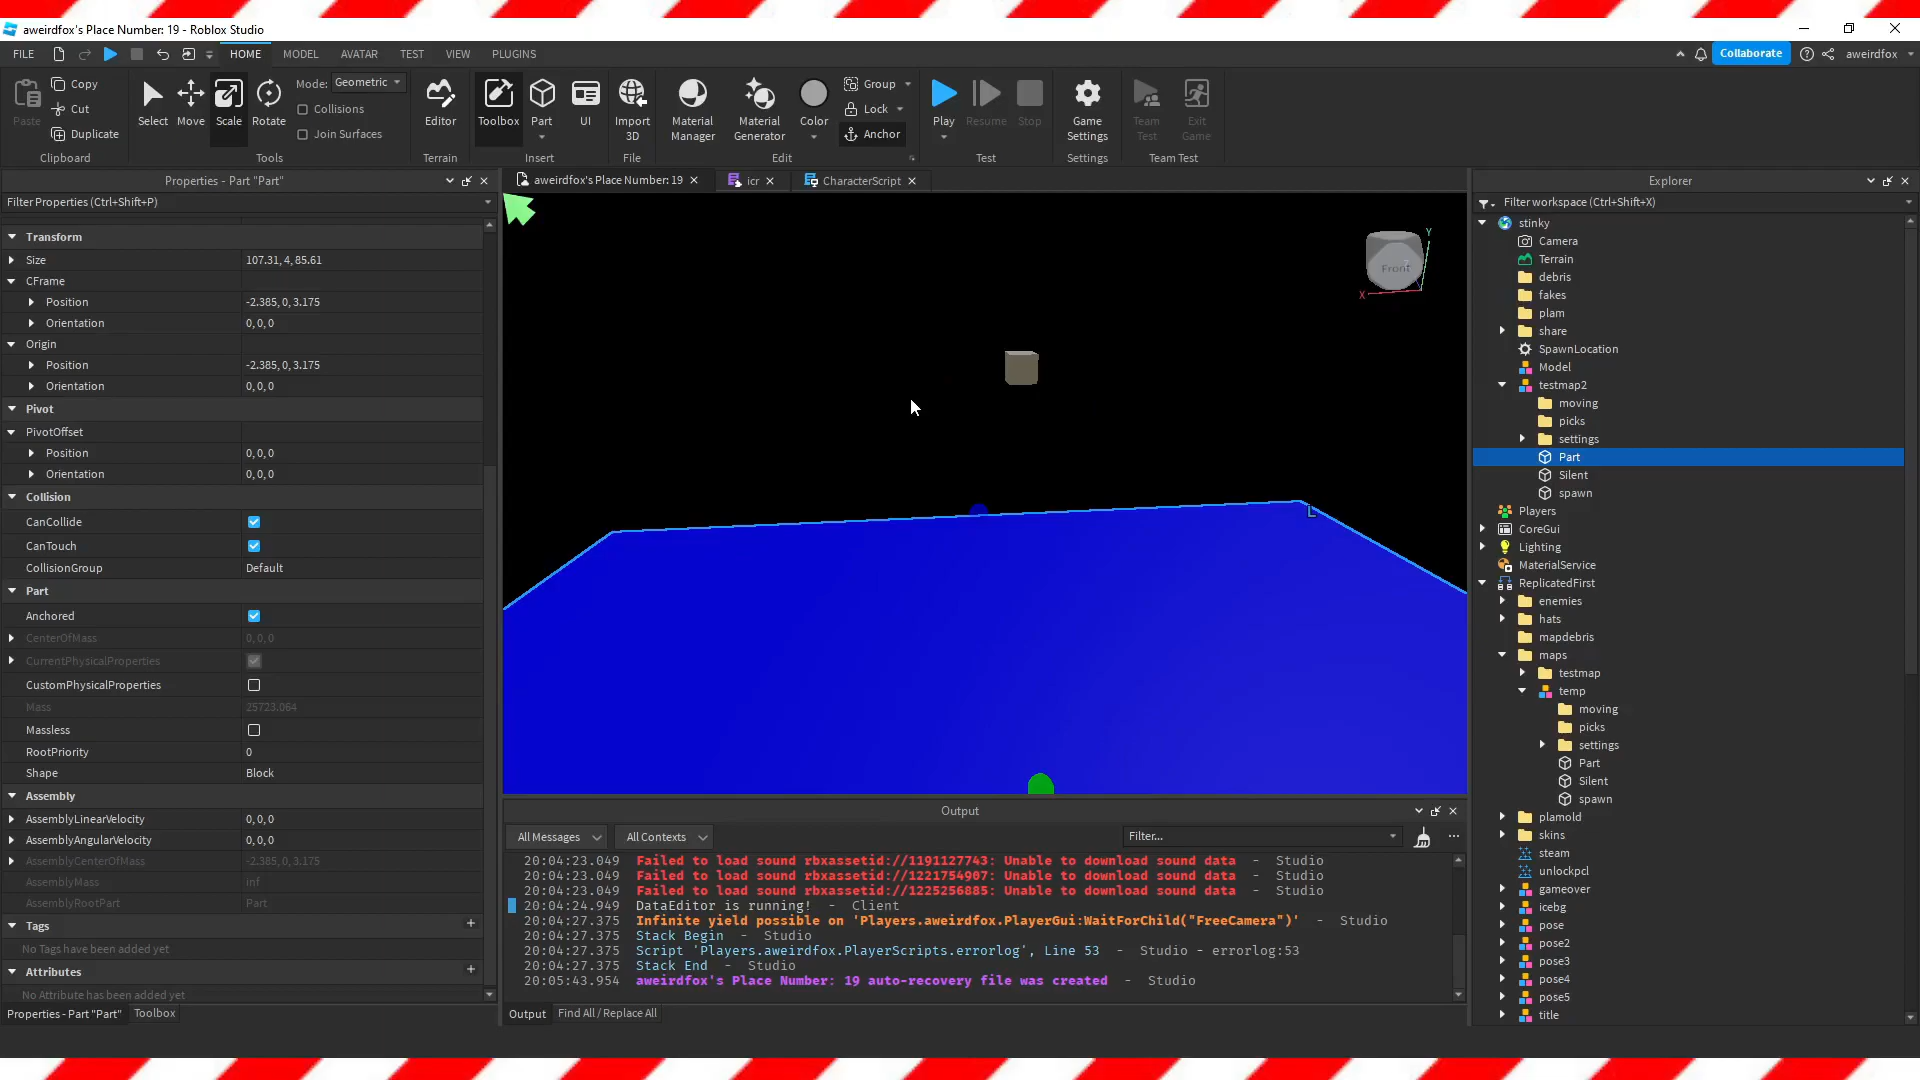 aweirdfox's Place Number: 19 - Roblox Studio
FILE
HOME
MODEL
AVATAR
TEST
VIEW
PLUGINS
Collaborate
aweirdfox
Paste
Copy
Cut
Duplicate
Clipboard
Select
Move
Scale
Rotate
Mode: Geometric
Collisions
Join Surfaces
Tools
Editor
Terrain
Toolbox
Part
UI
Insert
Import 3D
File
Material Manager
Material Generator
Color
Group
Lock
Anchor
Edit
Play
Resume
Stop
Test
Game Settings
Settings
Team Test
Exit Game
Team Test
Properties - Part "Part"
Filter Properties (Ctrl+Shift+P)
Transform
Size 107.31, 4, 85.61
CFrame
Position -2.385, 0, 3.175
Orientation 0, 0, 0
Origin
Position -2.385, 0, 3.175
Orientation 0, 0, 0
Pivot
PivotOffset
Position 0, 0, 0
Orientation 0, 0, 0
Collision
CanCollide
CanTouch
CollisionGroup Default
Part
Anchored
CenterOfMass 0, 0, 0
CurrentPhysicalProperties
CustomPhysicalProperties
Mass 25723.064
Massless
RootPriority 0
Shape Block
Assembly
AssemblyLinearVelocity 0, 0, 0
AssemblyAngularVelocity 0, 0, 0
AssemblyCenterOfMass -2.385, 0, 3.175
AssemblyMass inf
AssemblyRootPart Part
Tags +
No Tags have been added yet
Attributes +
No Attribute has been added yet
Properties - Part "Part"
Toolbox
aweirdfox's Place Number: 19
icr
CharacterScript
Front
Y
X
L
Output
All Messages
All Contexts
Filter...
20:04:23.049 Failed to load sound rbxassetid://1191127743: Unable to download sound data - Studio
20:04:23.049 Failed to load sound rbxassetid://1221754907: Unable to download sound data - Studio
20:04:23.049 Failed to load sound rbxassetid://1225256885: Unable to download sound data - Studio
20:04:24.949 DataEditor is running! - Client
20:04:27.375 Infinite yield possible on 'Players.aweirdfox.PlayerGui:WaitForChild("FreeCamera")' - Studio
20:04:27.375 Stack Begin - Studio
20:04:27.375 Script 'Players.aweirdfox.PlayerScripts.errorlog', Line 53 - Studio - errorlog:53
20:04:27.375 Stack End - Studio
20:05:43.954 aweirdfox's Place Number: 19 auto-recovery file was created - Studio
Output
Find All / Replace All
Explorer
Filter workspace (Ctrl+Shift+X)
stinky
Camera
Terrain
debris
fakes
plam
share
SpawnLocation
Model
testmap2
moving
picks
settings
Part
Silent
spawn
Players
CoreGui
Lighting
MaterialService
ReplicatedFirst
enemies
hats
mapdebris
maps
testmap
temp
moving
picks
settings
Part
Silent
spawn
plamold
skins
steam
unlockpcl
gameover
icebg
pose
pose2
pose3
pose4
pose5
title